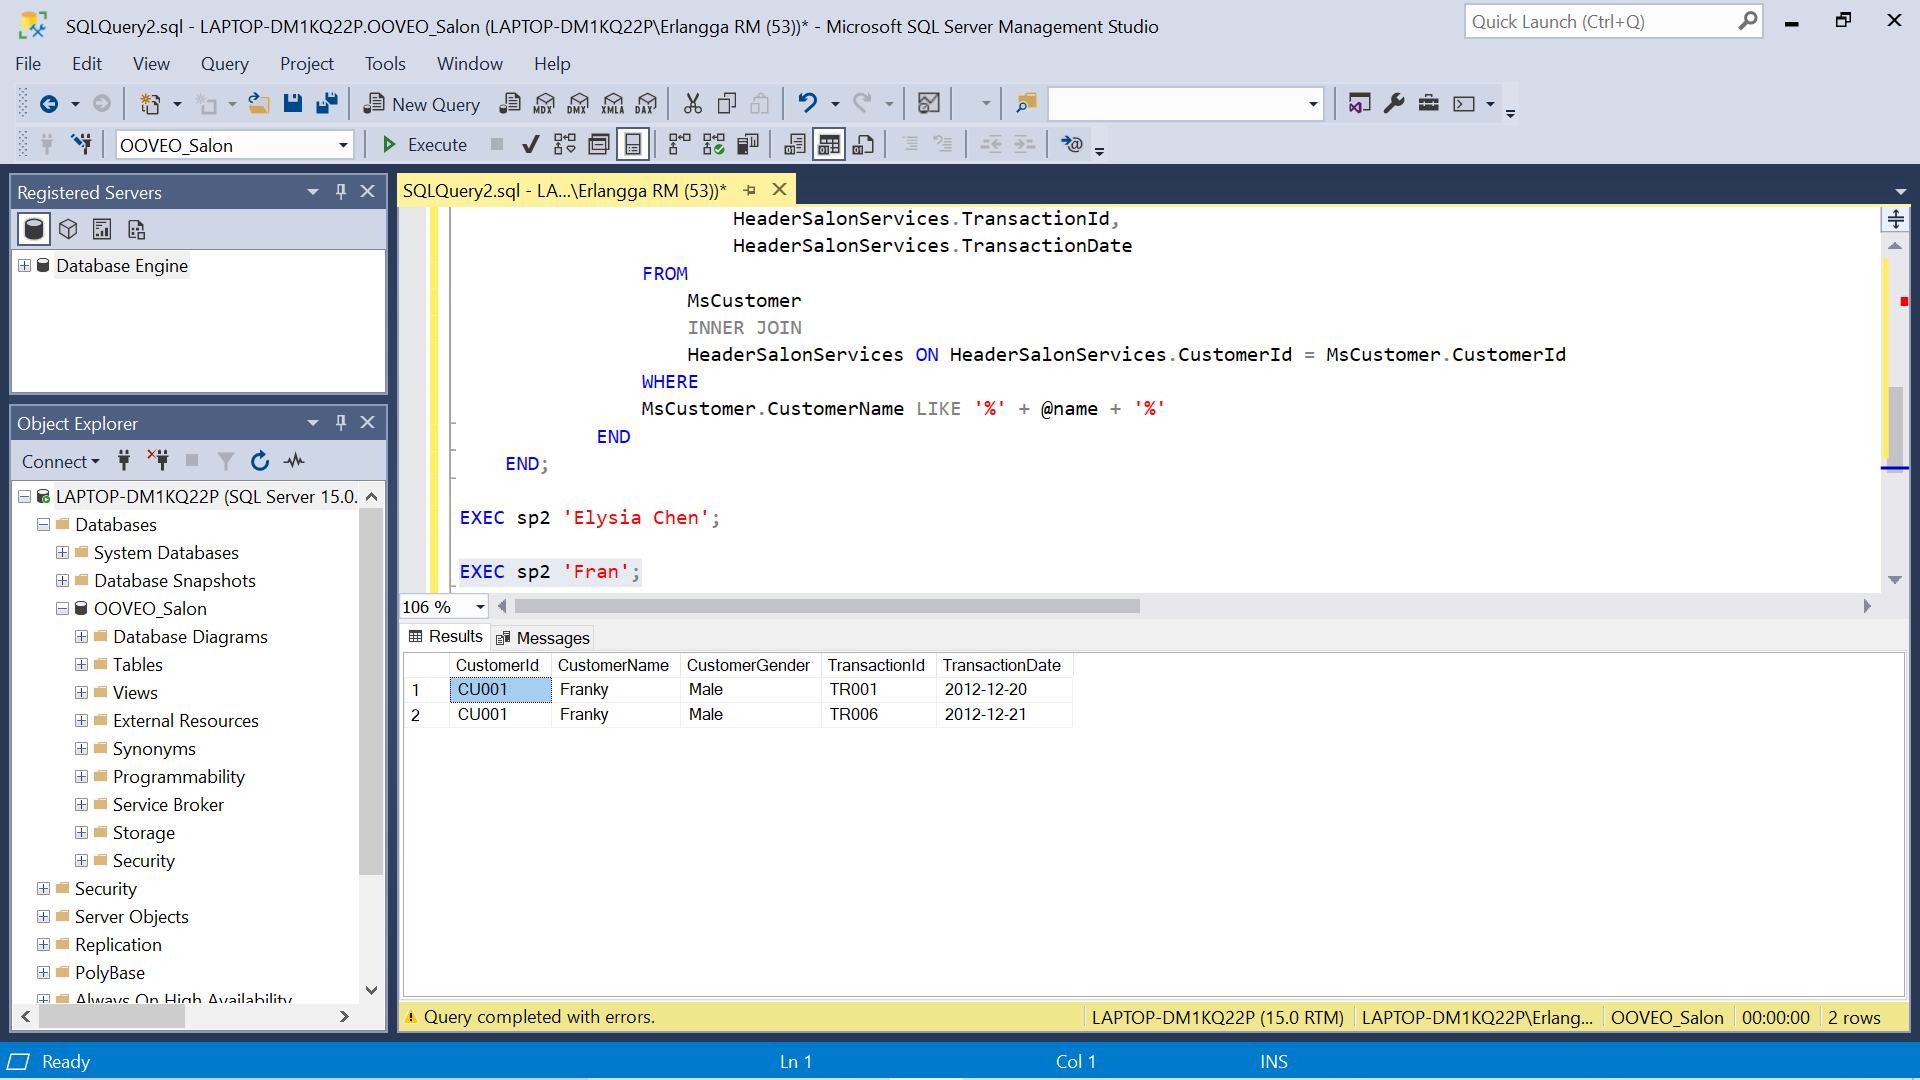 SQLQuery2.sql - LAPTOP-DM1KQ22P.OOVEO_Salon (LAPTOP-DM1KQ22P\Erlangga RM (53))* - Microsoft SQL Server Management Studio
Quick Launch (Ctrl+Q)
File Edit View Query Project Tools Window Help
New Query MDX DMX XMLA DAX
OOVEO_Salon Execute
Registered Servers
Database Engine
Object Explorer
Connect
LAPTOP-DM1KQ22P (SQL Server 15.0.
Databases
System Databases
Database Snapshots
OOVEO_Salon
Database Diagrams
Tables
Views
External Resources
Synonyms
Programmability
Service Broker
Storage
Security
Security
Server Objects
Replication
PolyBase
Always On High Availability
SQLQuery2.sql - LA...\Erlangga RM (53))*
HeaderSalonServices.TransactionId,
HeaderSalonServices.TransactionDate
FROM
MsCustomer
INNER JOIN
HeaderSalonServices ON HeaderSalonServices.CustomerId = MsCustomer.CustomerId
WHERE
MsCustomer.CustomerName LIKE '%' + @name + '%'
END
END;
EXEC sp2 'Elysia Chen';
EXEC sp2 'Fran';
106 %
Results Messages
CustomerId CustomerName CustomerGender TransactionId TransactionDate
1 CU001 Franky Male TR001 2012-12-20
2 CU001 Franky Male TR006 2012-12-21
Query completed with errors. LAPTOP-DM1KQ22P (15.0 RTM) LAPTOP-DM1KQ22P\Erlang... OOVEO_Salon 00:00:00 2 rows
Ready Ln 1 Col 1 INS